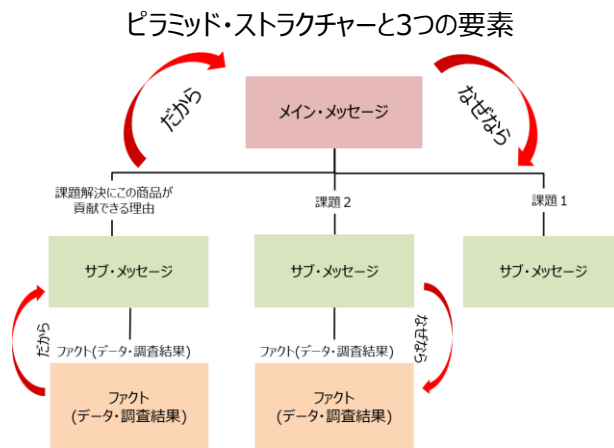 ピラミッド・ストラクチャーと3つの要素
だから
メイン・メッセージ
なぜなら
課題解決にこの商品が
貢献できる理由
課題2
課題1
サブ・メッセージ
サブ・メッセージ
サブ・メッセージ
だから
ファクト(データ・調査結果)
ファクト(データ・調査結果)
なぜなら
ファクト
(データ・調査結果)
ファクト
(データ・調査結果)